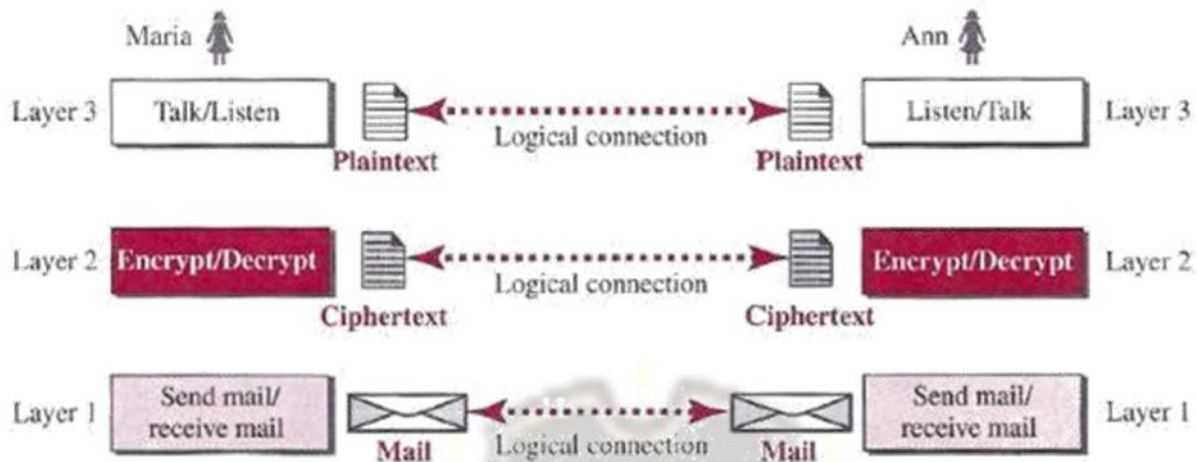 Maria Ann
Layer 3 Talk/Listen Logical connection Listen/Talk Layer 3
Plaintext Plaintext
Layer 2 Encrypt/Decrypt Logical connection Encrypt/Decrypt Layer 2
Ciphertext Ciphertext
Layer 1 Send mail/ Send mail/ Layer 1
receive mail receive mail
Mail Logical connection Mail